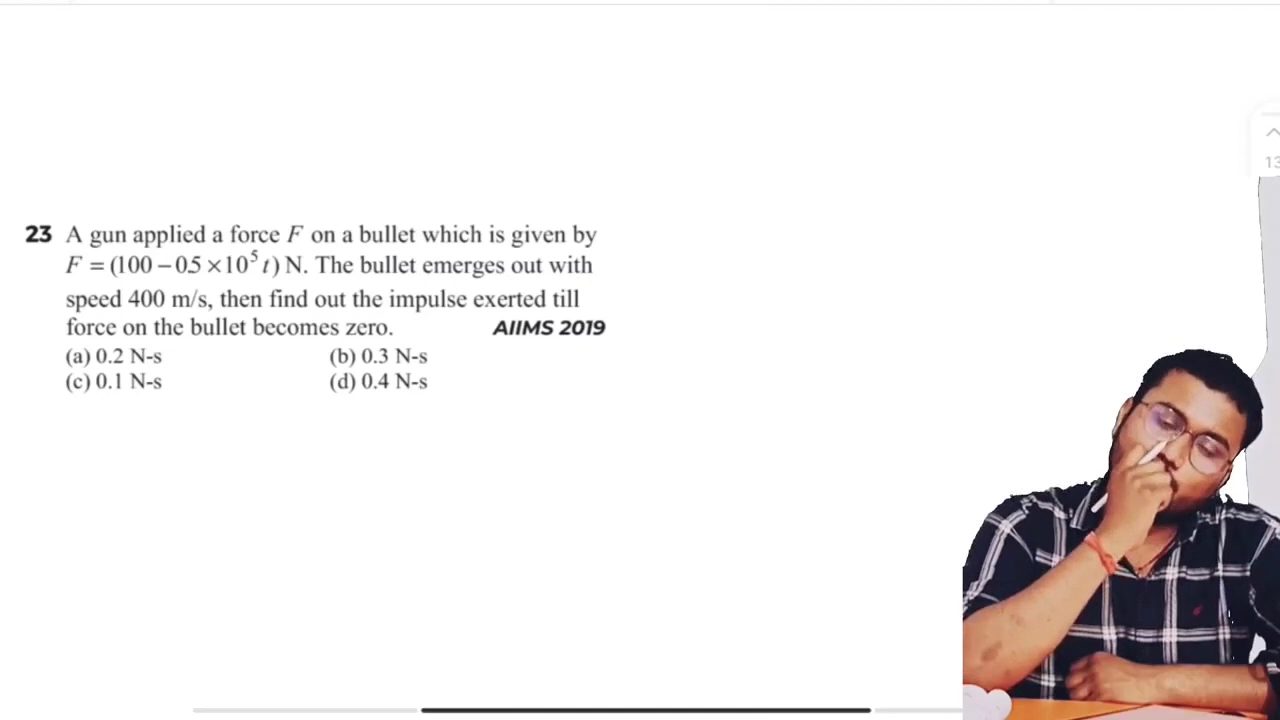 23 A gun applied a force F on a bullet which is given by
F = (100 – 05 × 10⁵ t) N. The bullet emerges out with
speed 400 m/s, then find out the impulse exerted till
force on the bullet becomes zero. AIIMS 2019
(a) 0.2 N-s (b) 0.3 N-s
(c) 0.1 N-s (d) 0.4 N-s
13